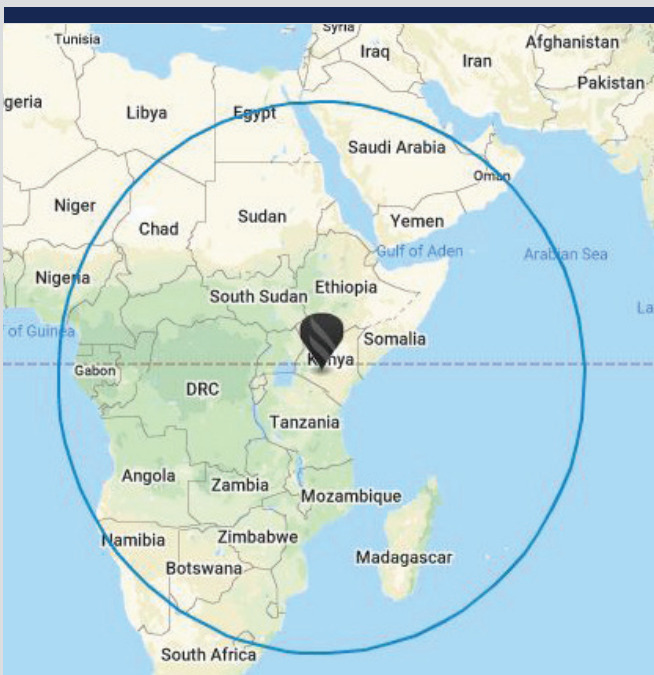 Syria
Tunisia
Afghanistan
Iraq
Iran
Pakistan
geria
Libya
Egypt
Saudi Arabia
Oman
Niger
Chad
Sudan
Yemen
Gulf of Aden
Arabian Sea
Nigeria
Ethiopia
South Sudan
La
of Guinea
Somalia
Kenya
Gabon
DRC
Tanzania
Angola
Zambia
Mozambique
Namibia
Zimbabwe
Madagascar
Botswana
South Africa